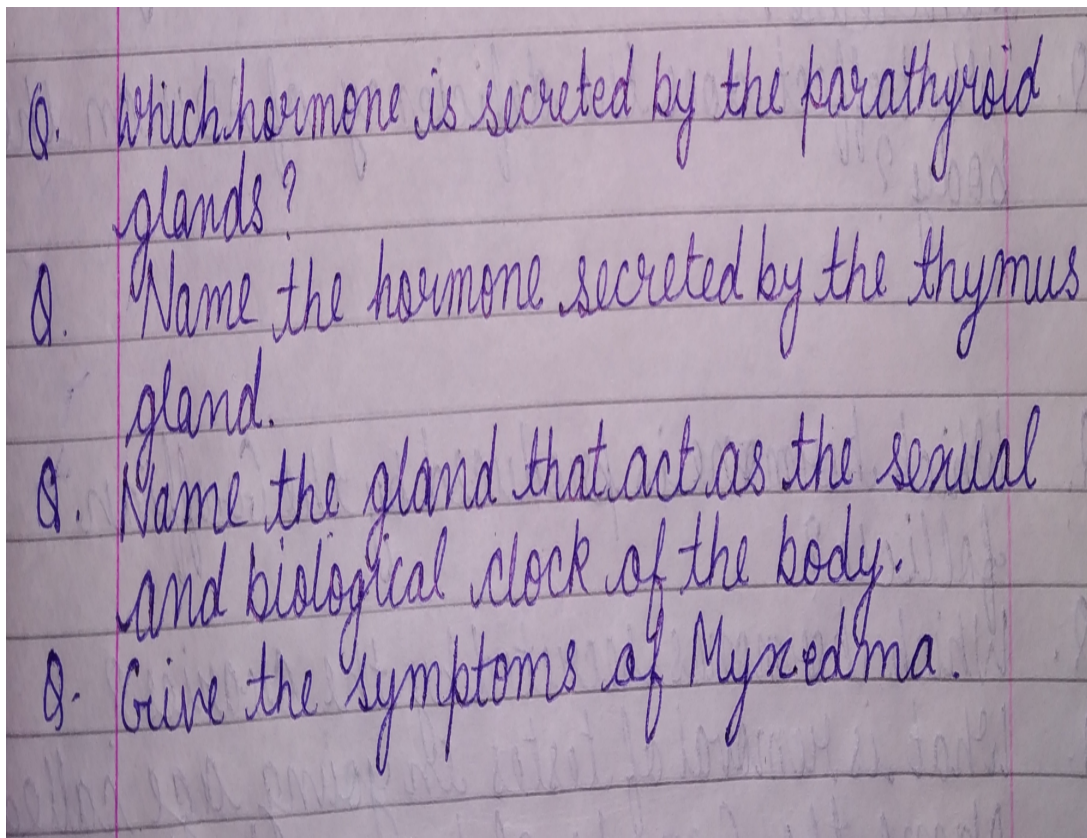 Q. Which hormone is secreted by the parathyroid
glands?
Q. Name the hormone secreted by the thymus
gland.
Q. Name the gland that act as the sexual
and biological clock of the body.
Q. Give the symptoms of Myxedma.